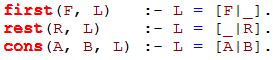 first(F, L)    :- L = [F|_].
rest(R, L)     :- L = [_|R].
cons(A, B, L)  :- L = [A|B].